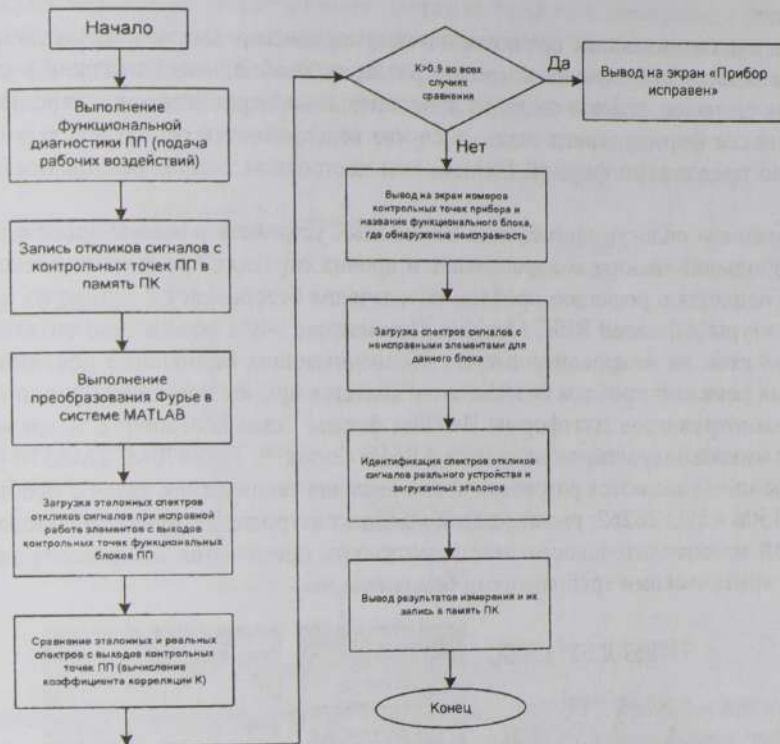 Начало
Выполнение
функциональной
диагностики ПП (подача
рабочих воздействий)
Запись откликов сигналов с
контрольных точек ПП в
память ПК
Выполнение
преобразования Фурье в
системе MATLAB
Загрузка эталонных спектров
откликов сигналов при исправной
работе элементов с выходов
контрольных точек функциональных
блоков ПП
Сравнение эталонных и реальных
спектров с выходов контрольных
точек ПП (вычисление
коэффициента корреляции К)
К>0.9 во всех
случаях
сравнения
Да
Вывод на экран «Прибор
исправен»
Нет
Вывод на экран номеров
контрольных точек прибора и
название функционального блока,
где обнаруженна неисправность
Загрузка спектров сигналов с
неисправными элементами для
данного блока
Идентификация спектров откликов
сигналов реального устройства и
загруженных эталонов
Вывод результатов измерения и их
запись в память ПК
Конец